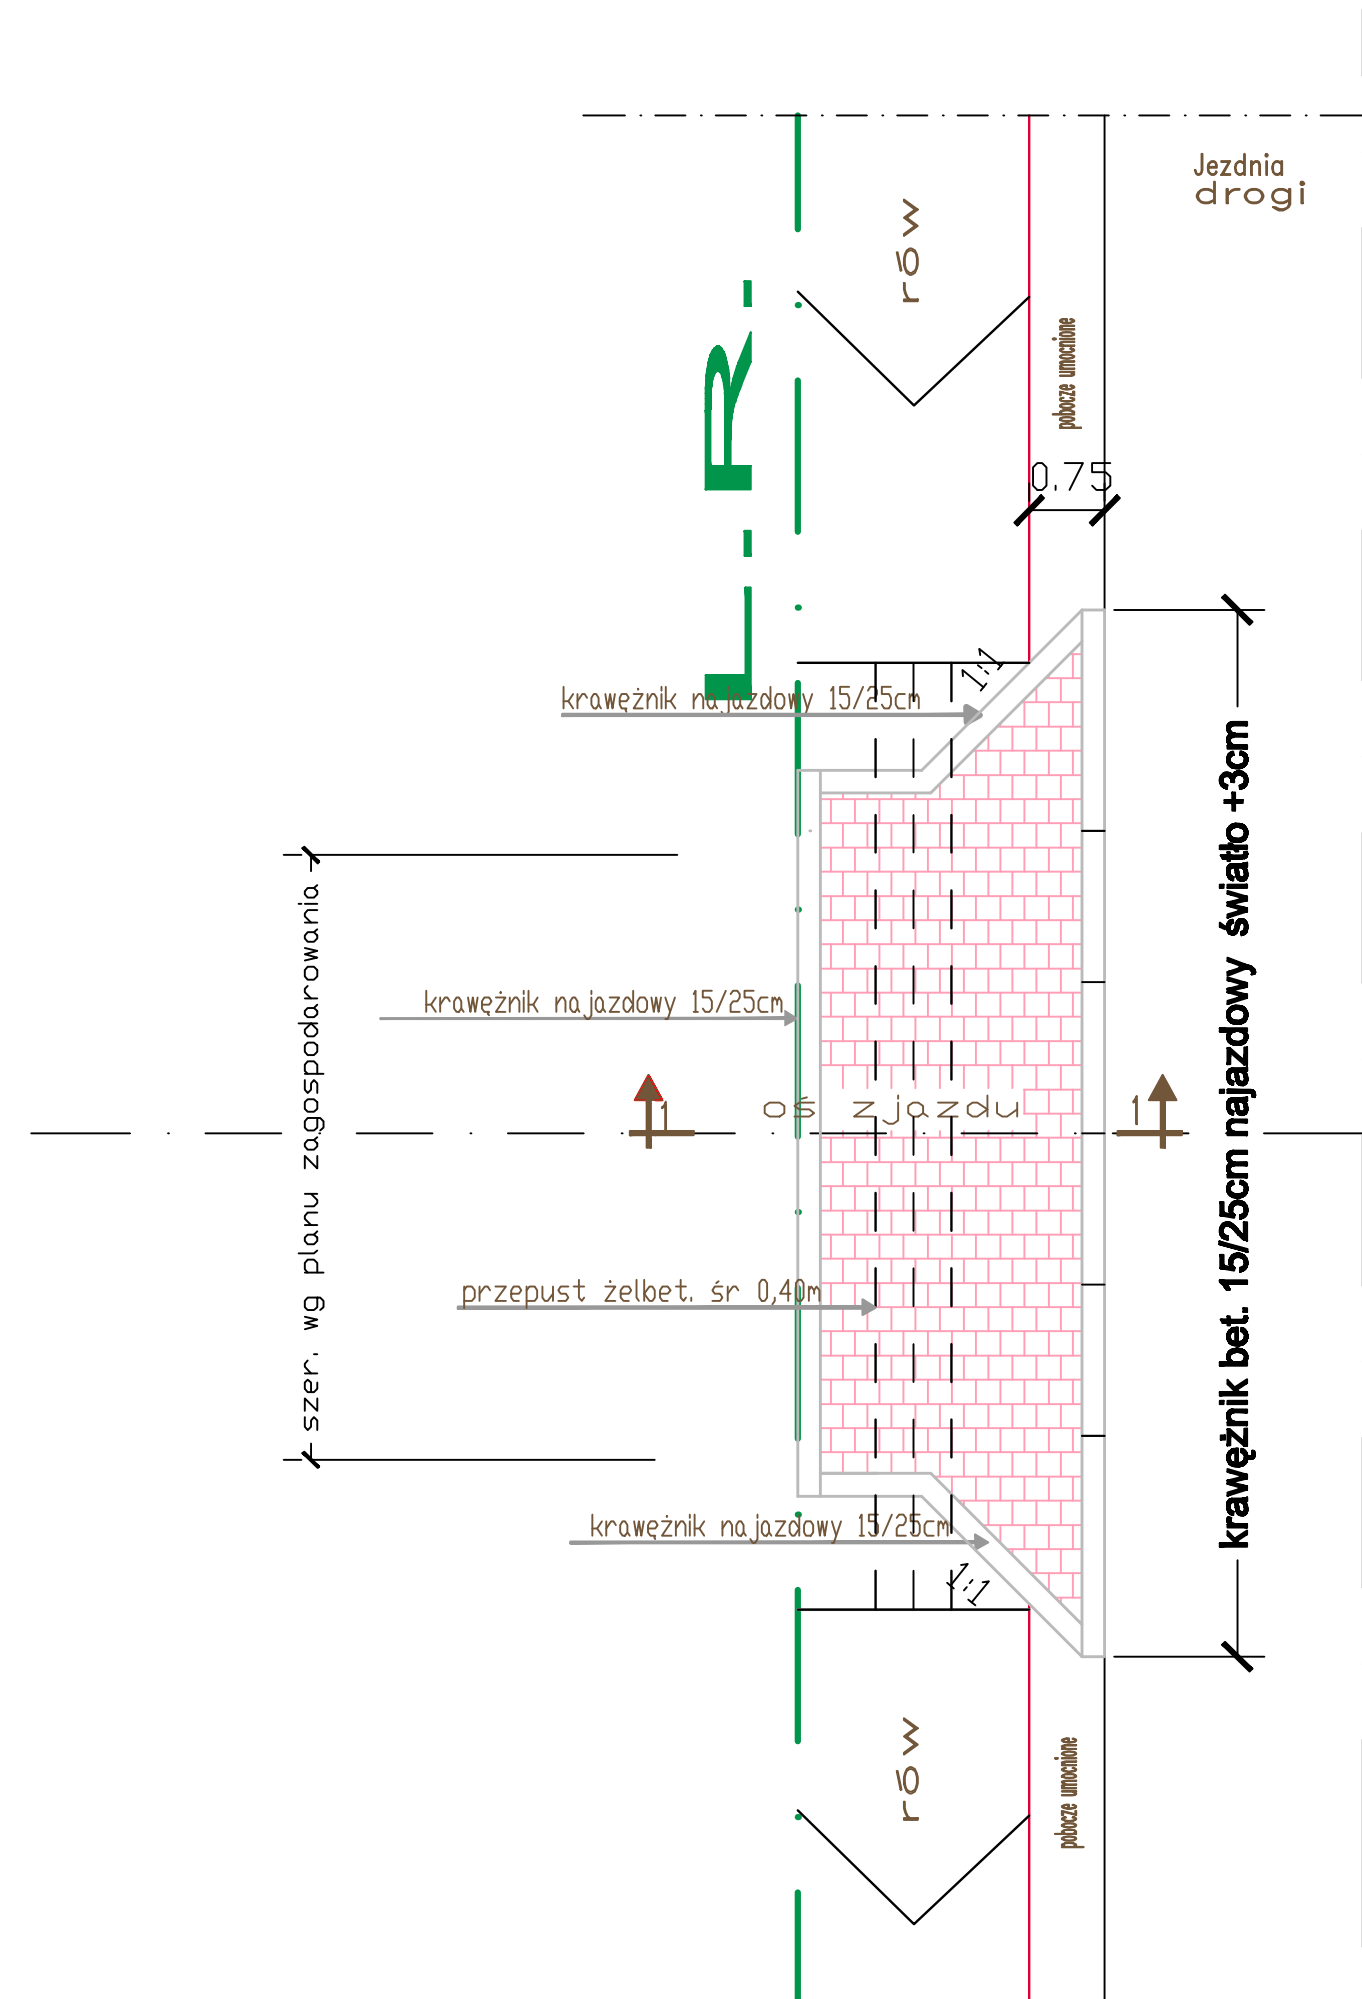 Jezdnia
drogi
rów
L.R.
pobocze umocnione
0,75
1:1
krawężnik najazdowy 15/25cm
krawężnik bet. 15/25cm najazdowy światło +3cm
szer. wg planu zagospodarowania
krawężnik najazdowy 15/25cm
1
oś zjazdu
1
przepust żelbet. śr 0,40m
krawężnik najazdowy 15/25cm
1:1
rów
pobocze umocnione